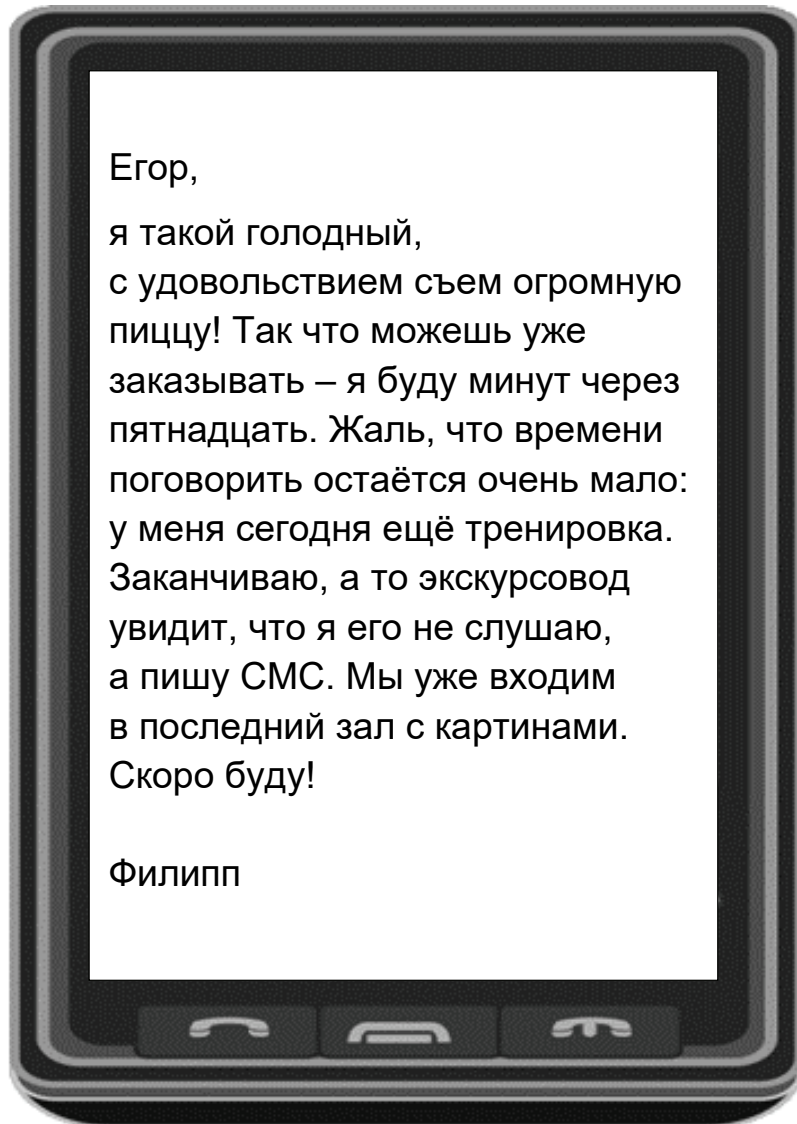 Егор,
я такой голодный,
с удовольствием съем огромную
пиццу! Так что можешь уже
заказывать – я буду минут через
пятнадцать. Жаль, что времени
поговорить остаётся очень мало:
у меня сегодня ещё тренировка.
Заканчиваю, а то экскурсовод
увидит, что я его не слушаю,
а пишу СМС. Мы уже входим
в последний зал с картинами.
Скоро буду!
Филипп